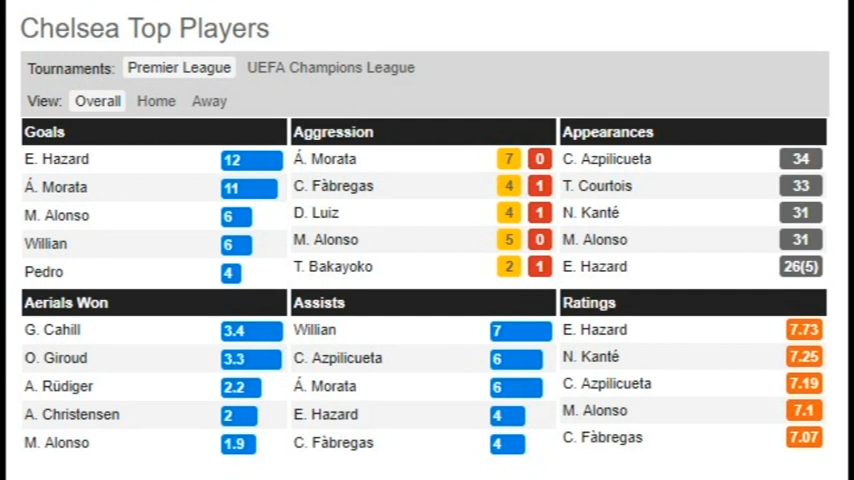 Chelsea Top Players
Tournaments: Premier League UEFA Champions League
View: Overall Home Away
Goals
E. Hazard 12
Á. Morata 11
M. Alonso 6
Willian 6
Pedro 4
Aggression
Á. Morata 7 0
C. Fàbregas 4 1
D. Luiz 4 1
M. Alonso 5 0
T. Bakayoko 2 1
Appearances
C. Azpilicueta 34
T. Courtois 33
N. Kanté 31
M. Alonso 31
E. Hazard 26(5)
Aerials Won
G. Cahill 3.4
O. Giroud 3.3
A. Rüdiger 2.2
A. Christensen 2
M. Alonso 1.9
Assists
Willian 7
C. Azpilicueta 6
Á. Morata 6
E. Hazard 4
C. Fàbregas 4
Ratings
E. Hazard 7.73
N. Kanté 7.25
C. Azpilicueta 7.19
M. Alonso 7.1
C. Fàbregas 7.07